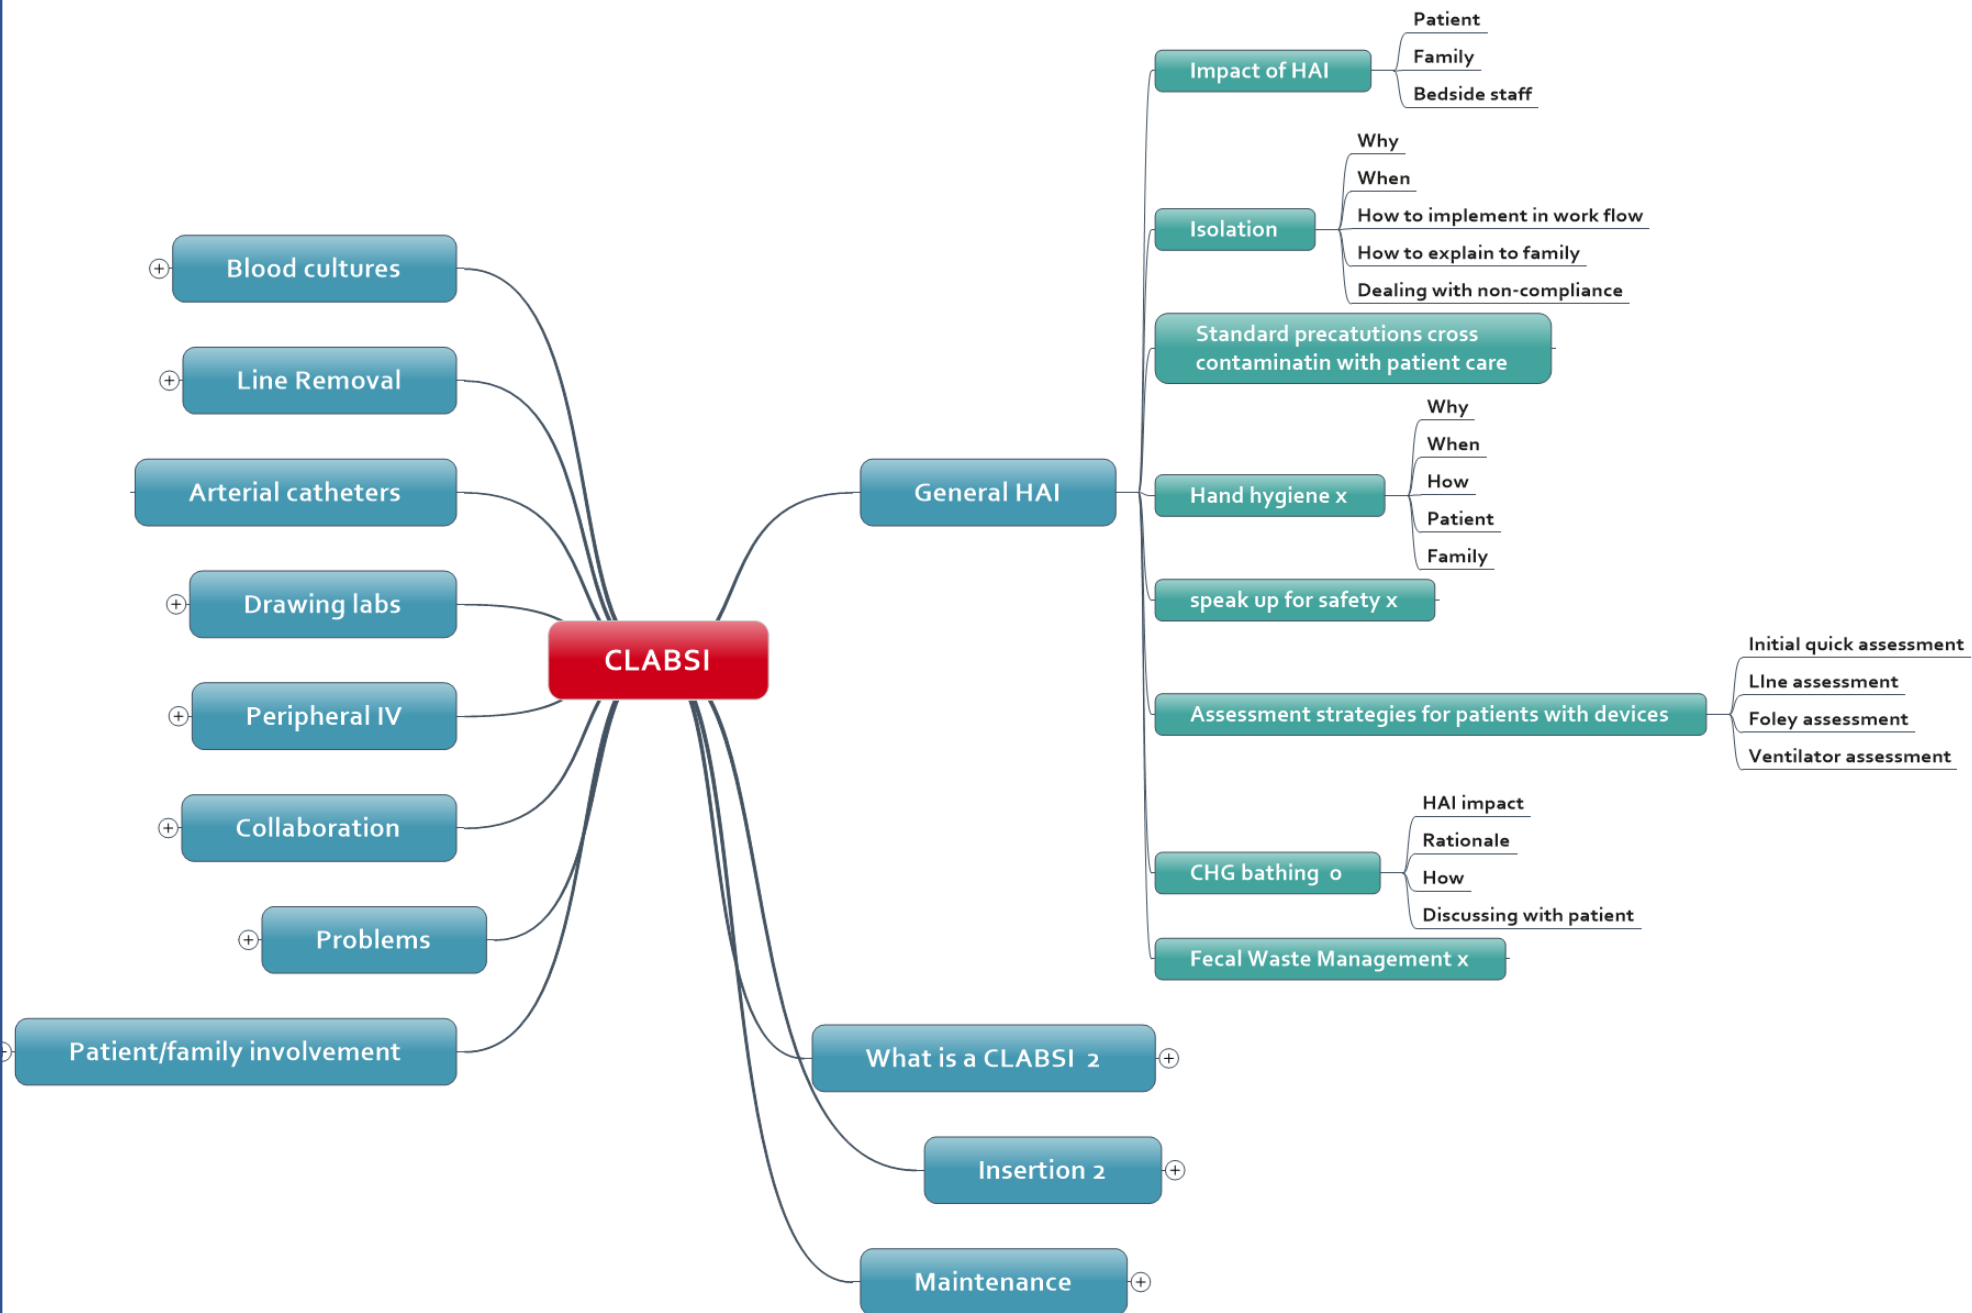 CLABSI
General HAI
Impact of HAI
Patient
Family
Bedside staff
Isolation
Why
When
How to implement in work flow
How to explain to family
Dealing with non-compliance
Standard precatutions cross
contaminatin with patient care
Hand hygiene x
Why
When
How
Patient
Family
speak up for safety x
Assessment strategies for patients with devices
Initial quick assessment
LIne assessment
Foley assessment
Ventilator assessment
CHG bathing  o
HAI impact
Rationale
How
Discussing with patient
Fecal Waste Management x
What is a CLABSI  2
Insertion 2
Maintenance
Blood cultures
Line Removal
Arterial catheters
Drawing labs
Peripheral IV
Collaboration
Problems
Patient/family involvement